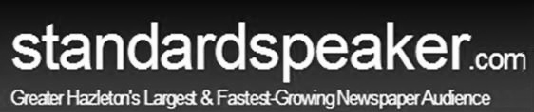 standardspeaker.com
Greater Hazleton's Largest & Fastest-Growing Newspaper Audience